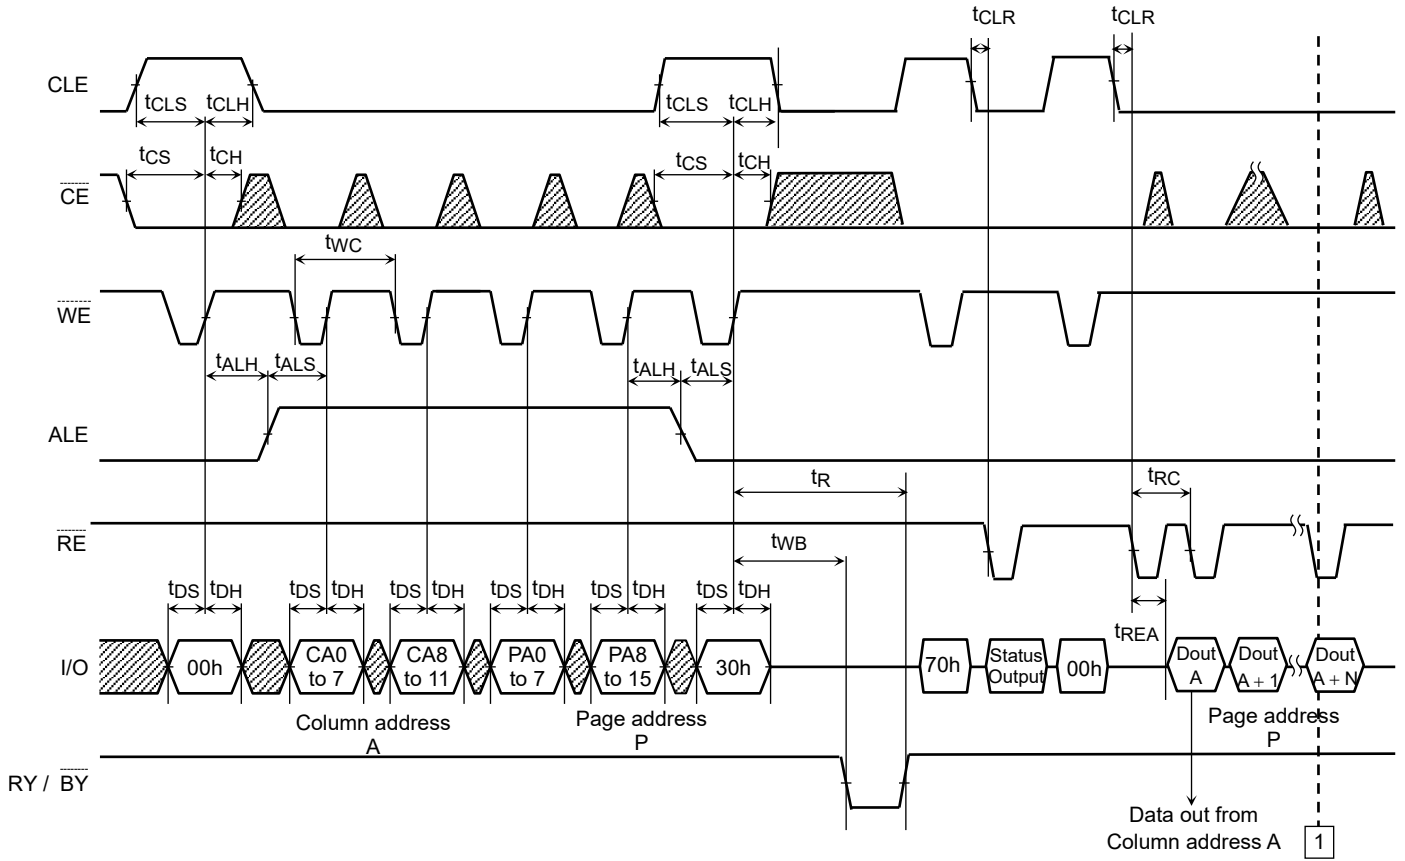 tCLR tCLR
CLE
tCLS tCLH tCLS tCLH
tCS tCH tCS tCH
CE
tWC
WE
tALH tALS tALH tALS
ALE
tR tRC
RE
tWB
tDS tDH tDS tDH tDS tDH tDS tDH tDS tDH tDS tDH
tREA
I/O
00h
CA0
to 7
CA8
to 11
PA0
to 7
PA8
to 15
30h
70h
Status
Output
00h
Dout
A
Dout
A + 1
Dout
A + N
Column address
A
Page address
P
Page address
P
RY / BY
Data out from
Column address A
1